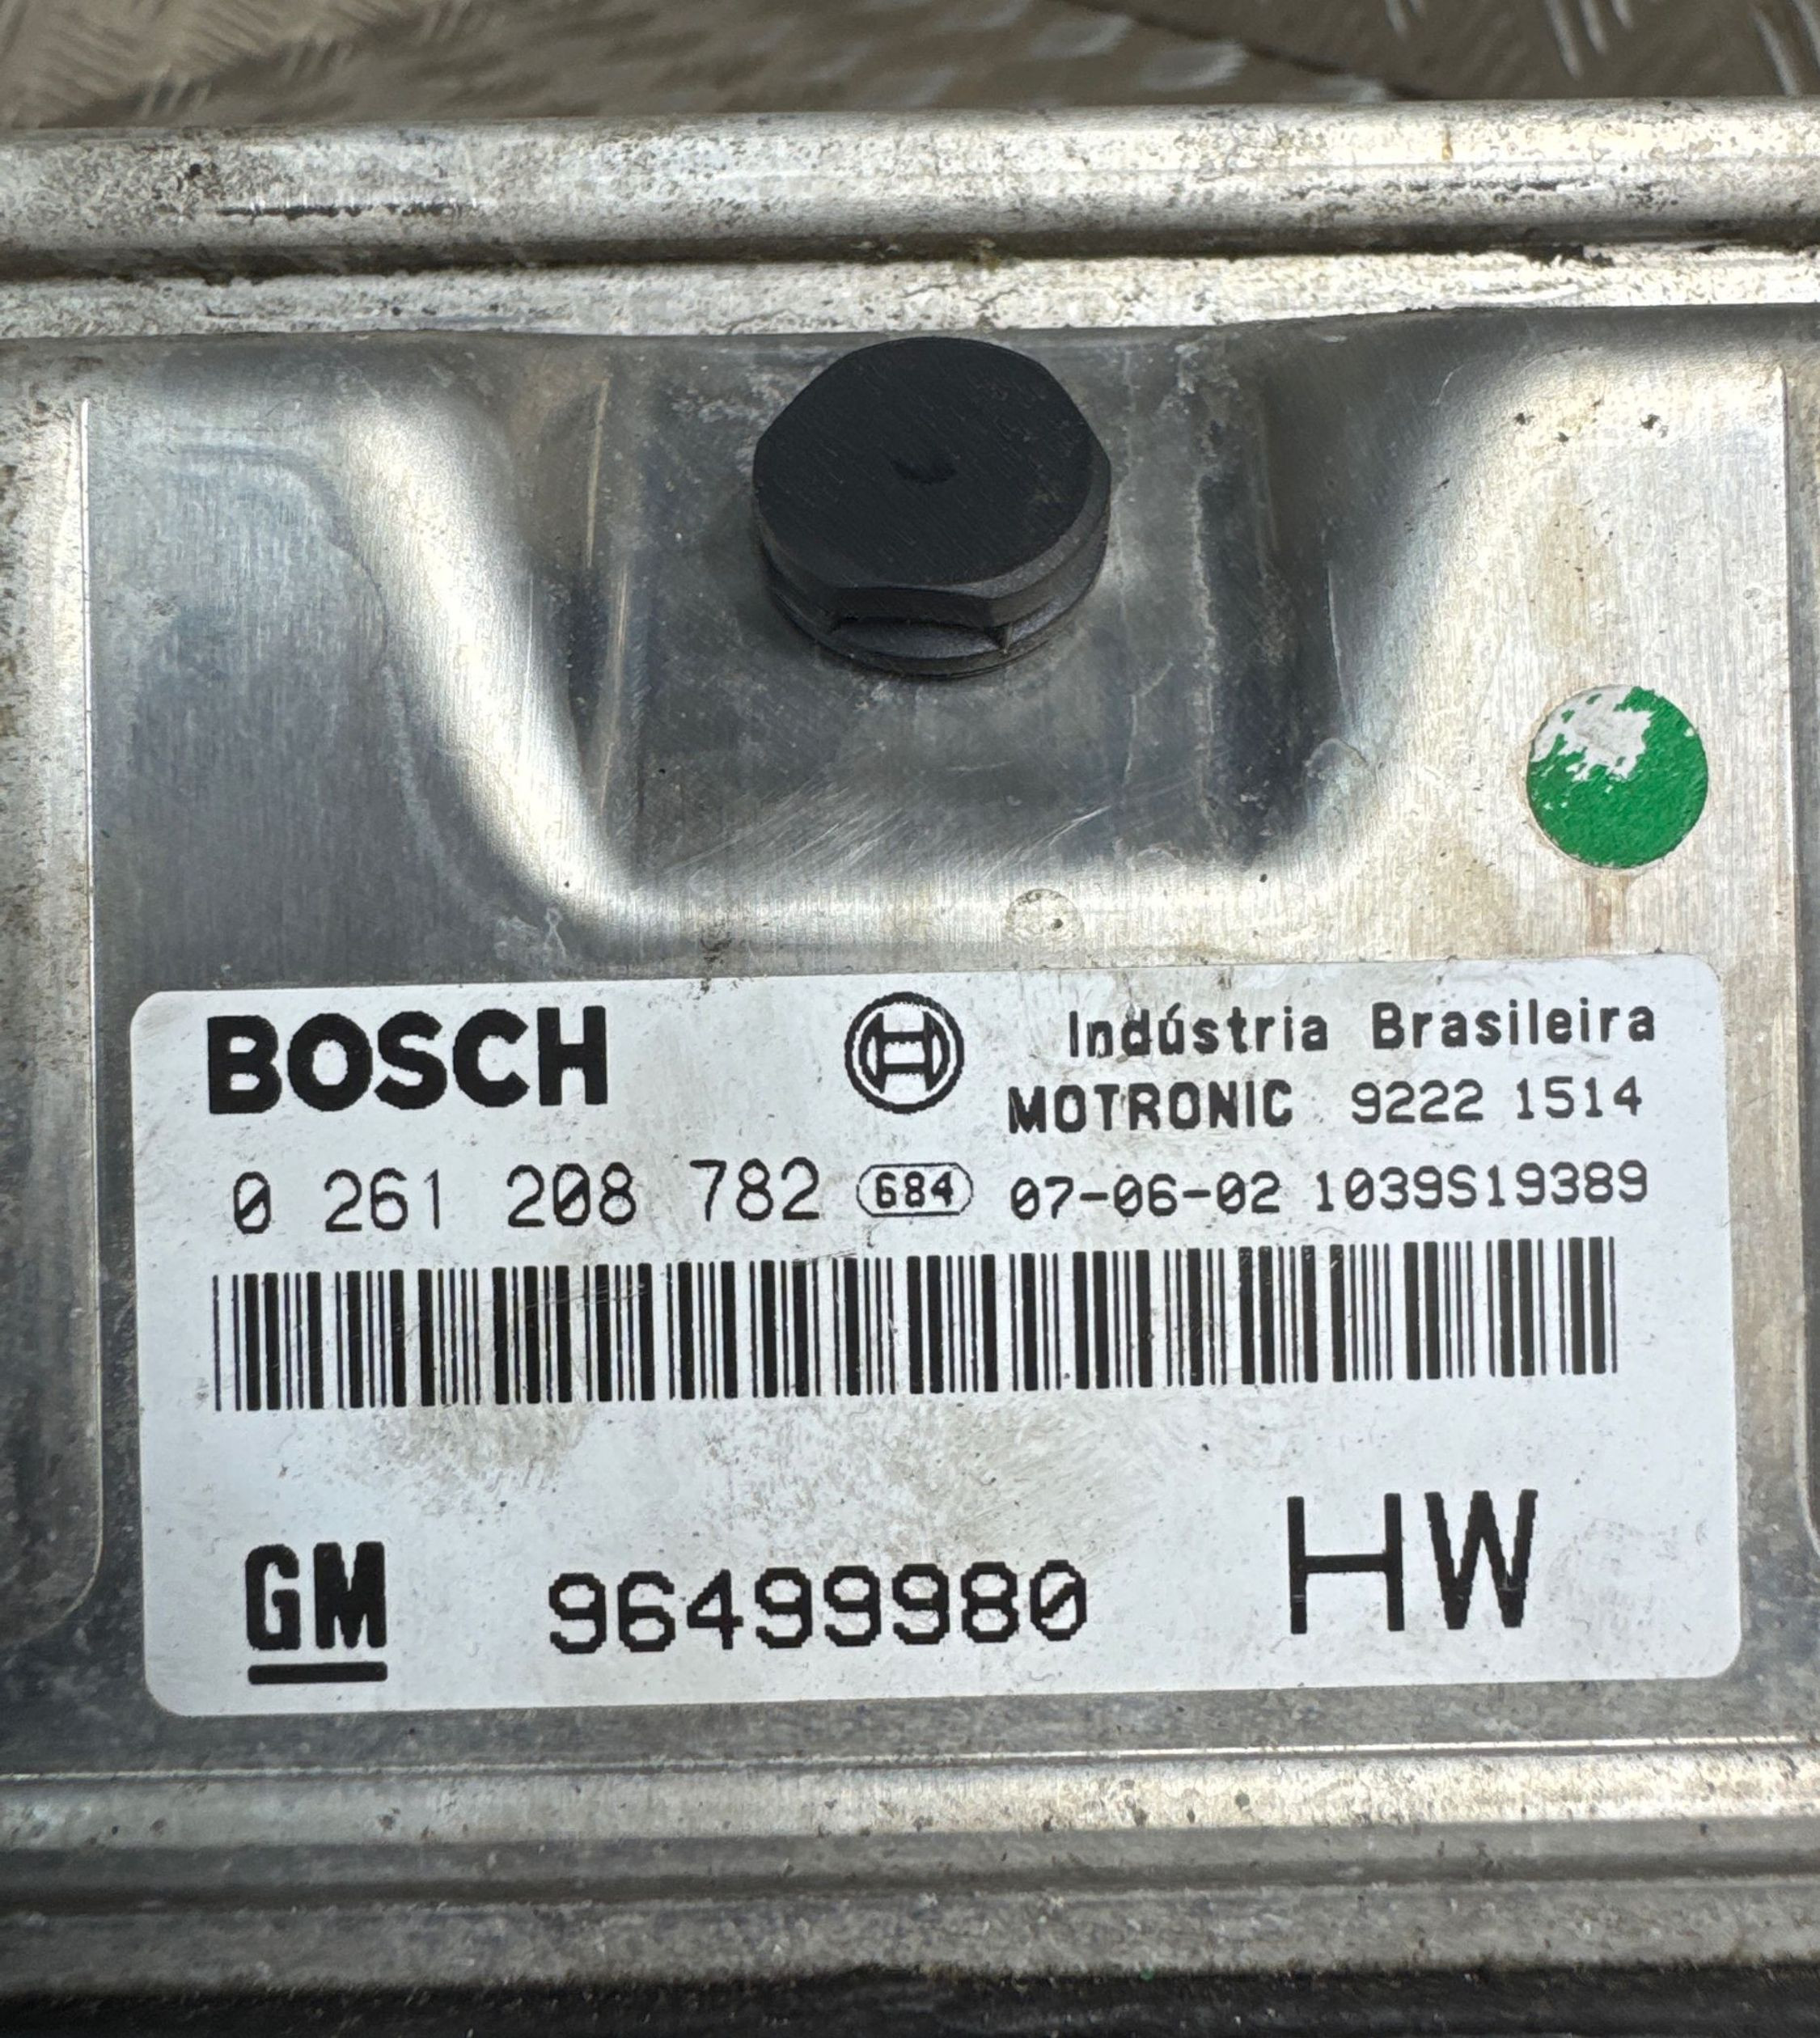 BOSCH
Indústria Brasileira
MOTRONIC 9222 1514
0 261 208 782 684 07-06-02 1039S19389
GM 96499980 HW